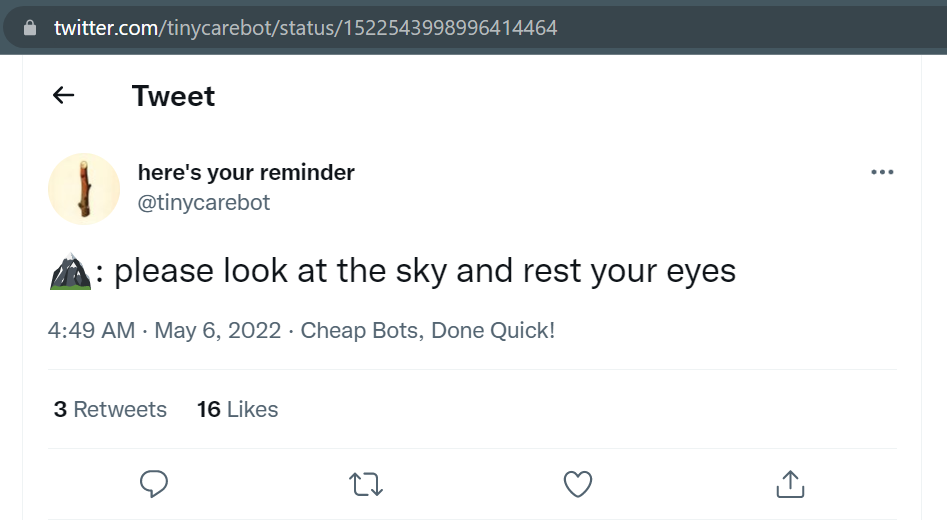 twitter.com/tinycarebot/status/1522543998996414464
Tweet
here's your reminder
@tinycarebot
⛰: please look at the sky and rest your eyes
4:49 AM · May 6, 2022 · Cheap Bots, Done Quick!
3 Retweets 16 Likes